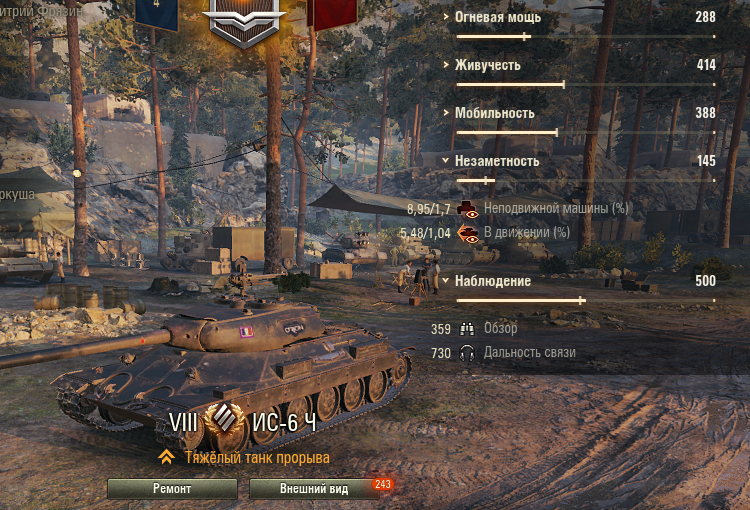 4
Огневая мощь 288
Живучесть 414
Мобильность 388
Незаметность 145
8,95/1,7 Неподвижной машины (%)
5,48/1,04 В движении (%)
Наблюдение 500
359 Обзор
730 Дальность связи
VIII ИС-6 Ч
Тяжёлый танк прорыва
Ремонт
Внешний вид 243